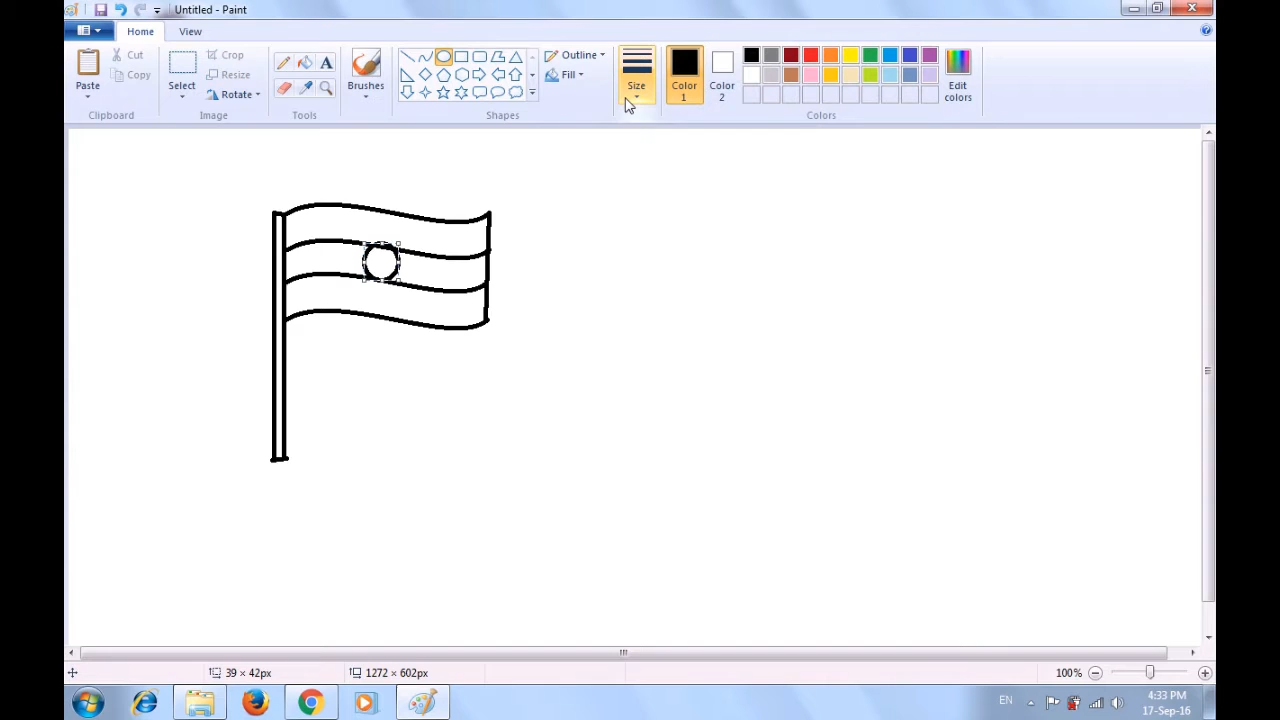 Untitled - Paint
Home View
Paste Cut Copy
Clipboard
Select Crop Resize Rotate
Image
A
Tools
Brushes
Outline Fill
Shapes
Size
Color 1
Color 2
Edit colors
Colors
39 × 42px 1272 × 602px 100%
EN 4:33 PM
17-Sep-16